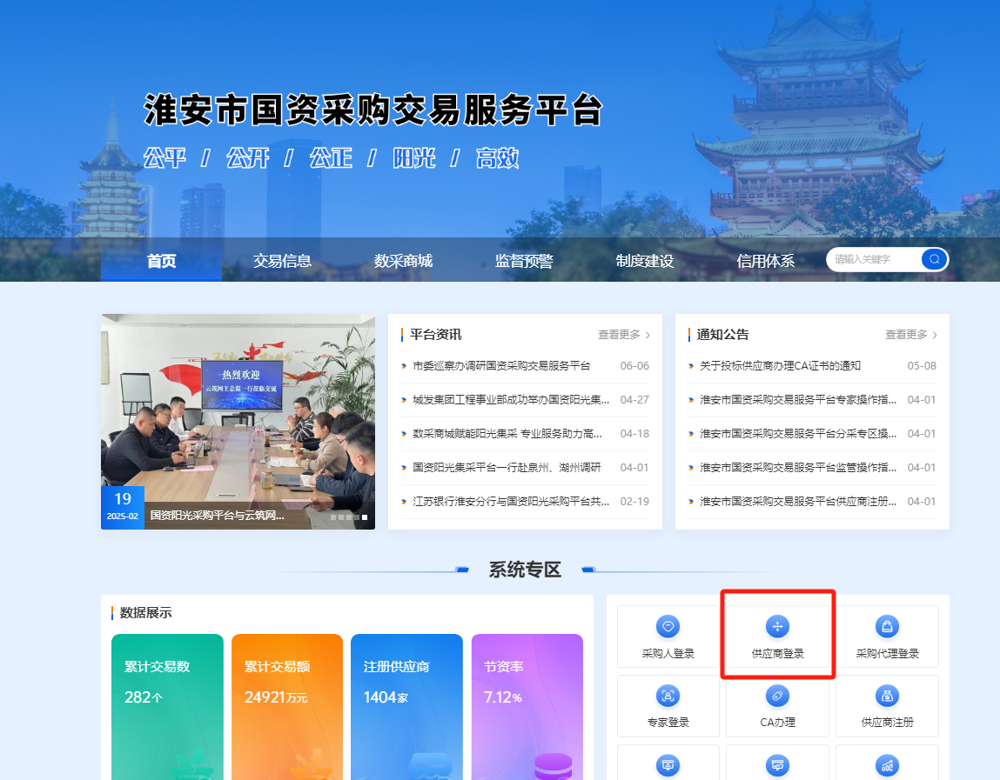 淮安市国资采购交易服务平台
公平 / 公开 / 公正 / 阳光 / 高效
首页 交易信息 数采商城 监督预警 制度建设 信用体系 请输入关键字
热烈欢迎
云筑网王总监一行莅临交流
19
2025-02
国资阳光采购平台与云筑网...
平台资讯 查看更多
市委巡察办调研国资采购交易服务平台 06-06
城发集团工程事业部成功举办国资阳光集... 04-27
数采商城赋能阳光集采 专业服务助力高... 04-18
国资阳光集采平台一行赴泉州、湖州调研 04-01
江苏银行淮安分行与国资阳光采购平台共... 02-19
通知公告 查看更多
关于投标供应商办理CA证书的通知 05-08
淮安市国资采购交易服务平台专家操作指... 04-01
淮安市国资采购交易服务平台分采专区操... 04-01
淮安市国资采购交易服务平台监管操作指... 04-01
淮安市国资采购交易服务平台供应商注册... 04-01
系统专区
数据展示
累计交易数
282个
累计交易额
24921万元
注册供应商
1404家
节资率
7.12%
采购人登录 供应商登录 采购代理登录
专家登录 CA办理 供应商注册